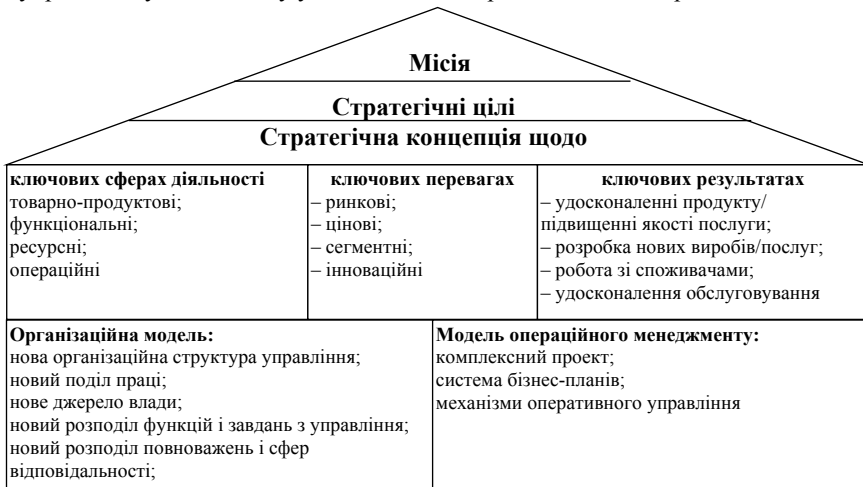 Місія
Стратегічні цілі
Стратегічна концепція щодо
ключових сферах діяльності
товарно-продуктові;
функціональні;
ресурсні;
операційні
ключових перевагах
– ринкові;
– цінові;
– сегментні;
– інноваційні
ключових результатах
– удосконаленні продукту/
підвищенні якості послуги;
– розробка нових виробів/послуг;
– робота зі споживачами;
– удосконалення обслуговування
Організаційна модель:
нова організаційна структура управління;
новий поділ праці;
нове джерело влади;
новий розподіл функцій і завдань з управління;
новий розподіл повноважень і сфер
відповідальності;
Модель операційного менеджменту:
комплексний проект;
система бізнес-планів;
механізми оперативного управління